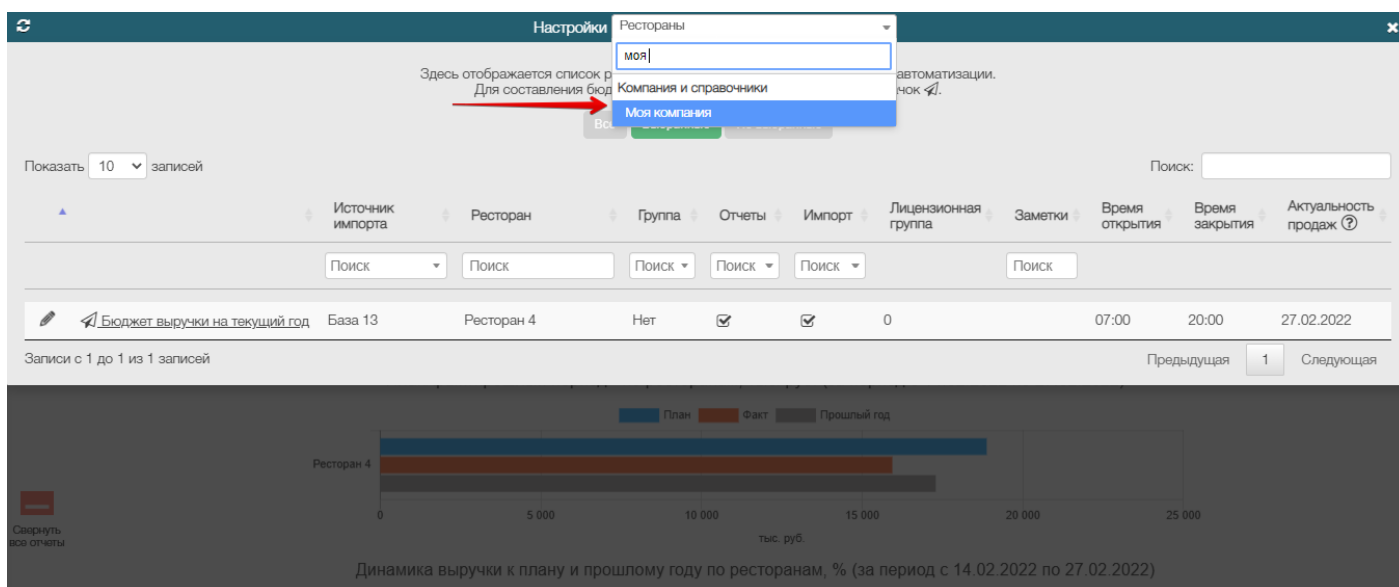 Настройки Рестораны
моя
Здесь отображается список р автоматизации.
Для составления бюд Компания и справочники чок
Моя компания
Все
Показать 10 записей Поиск:
Источник импорта Ресторан Группа Отчеты Импорт Лицензионная группа Заметки Время открытия Время закрытия Актуальность продаж ?
Поиск Поиск Поиск Поиск Поиск Поиск
Бюджет выручки на текущий год База 13 Ресторан 4 Нет 0 07:00 20:00 27.02.2022
Записи с 1 до 1 из 1 записей Предыдущая 1 Следующая
План Факт Прошлый год
Ресторан 4
0 5 000 10 000 15 000 20 000 25 000
тыс. руб.
Свернуть
все отчеты
Динамика выручки к плану и прошлому году по ресторанам, % (за период с 14.02.2022 по 27.02.2022)